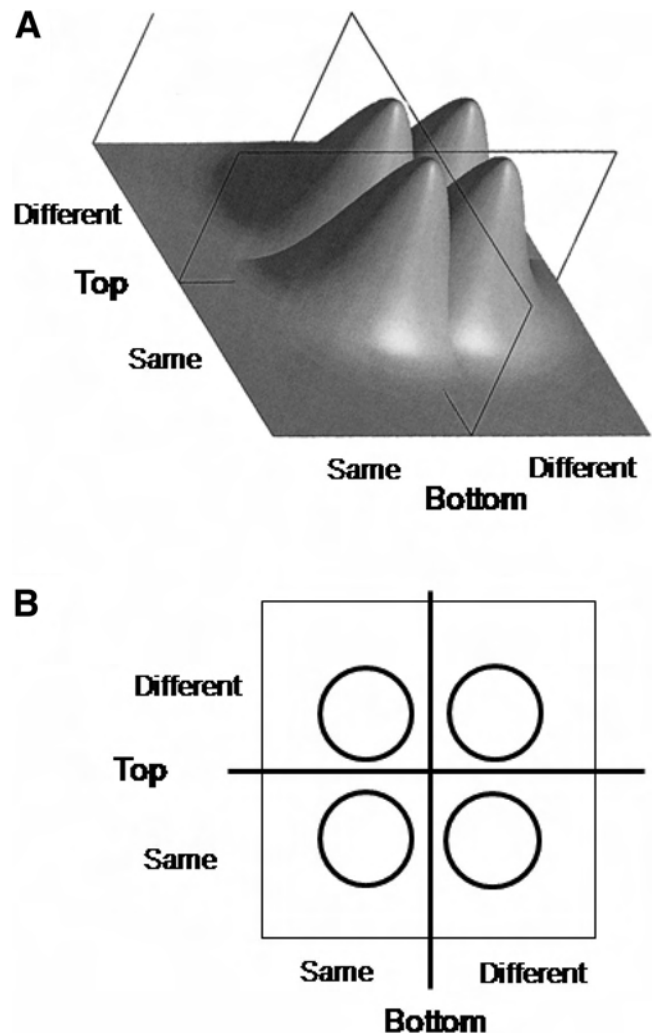 A
Different
Top
Same
Same
Different
Bottom
B
Different
Top
Same
Same
Different
Bottom